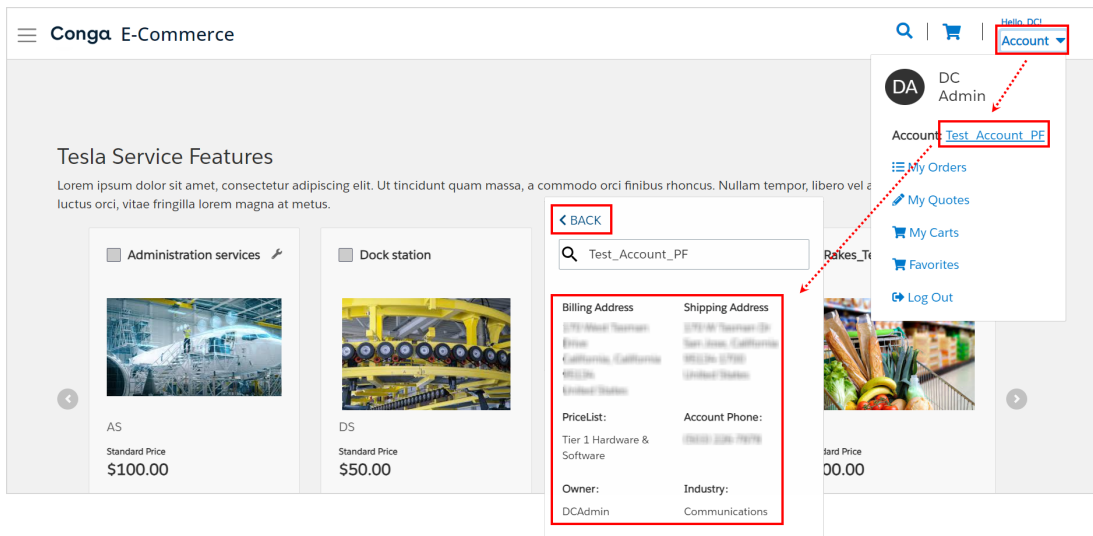 Conga E-Commerce
Hello, DC!
Account
DA
DC
Admin
Account: Test_Account_PF
My Orders
My Quotes
My Carts
Favorites
Log Out
Tesla Service Features
Lorem ipsum dolor sit amet, consectetur adipiscing elit. Ut tincidunt quam massa, a commodo orci finibus rhoncus. Nullam tempor, libero vel
luctus orci, vitae fringilla lorem magna at metus.
Administration services
AS
Standard Price
$100.00
Dock station
DS
Standard Price
$50.00
BACK
Test_Account_PF
Billing Address
Shipping Address
PriceList:
Account Phone:
Tier 1 Hardware &
Software
Owner:
Industry:
DCAdmin
Communications
Price
00.00